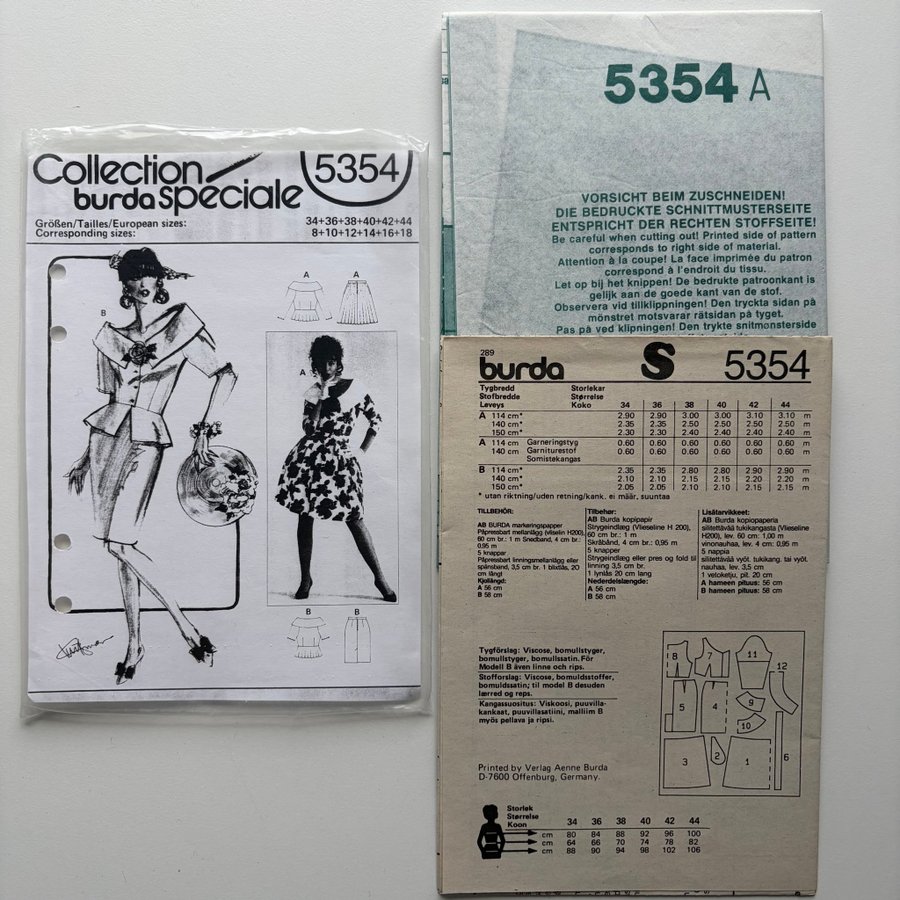 Collection
burda speciale
5354
Größen/Tailles/European sizes: 34+36+38+40+42+44
Corresponding sizes: 8+10+12+14+16+18
A A
B
A
B B
5354 A
VORSICHT BEIM ZUSCHNEIDEN!
DIE BEDRUCKTE SCHNITTMUSTERSEITE
ENTSPRICHT DER RECHTEN STOFFSEITE!
Be careful when cutting out! Printed side of pattern
corresponds to right side of material.
Attention à la coupe! La face imprimée du patron
correspond à l'endroit du tissu.
Let op bij het knippen! De bedrukte patroonkant is
gelijk aan de goede kant van de stof.
Observera vid tillklippningen! Den tryckta sidan på
mönstret motsvarar rätsidan på tyget.
Pas på ved klipningen! Den trykte snitmønsterside
289
burda S 5354
Tygbredd Storlekar
Stofbredde Størrelse
Leveys Koko 34 36 38 40 42 44
A 114 cm* 2.90 2.90 3.00 3.00 3.10 3.10 m
140 cm* 2.35 2.35 2.50 2.50 2.50 2.50 m
150 cm* 2.30 2.30 2.40 2.40 2.40 2.40 m
A 114 cm Garneringstyg 0.60 0.60 0.60 0.60 0.60 0.60 m
140 cm Garniturestof 0.60 0.60 0.60 0.60 0.60 0.60 m
Somistekangas
B 114 cm* 2.35 2.35 2.80 2.80 2.90 2.90 m
140 cm* 2.10 2.10 2.15 2.15 2.20 2.20 m
150 cm* 2.05 2.05 2.10 2.10 2.15 2.15 m
* utan riktning/uden retning/kank. ei määr. suuntaa
TILLBEHÖR:
AB BURDA markeringspapper
Påpressbart mellanlägg (vliselin H200),
60 cm br.: 1 m Snedband, 4 cm br.:
0,95 m
5 knappar
Påpressbart linningsmellanlägg eller
spänsband, 3,5 cm br. 1 blixtlås, 20
cm långt
Kjollängd:
A 56 cm
B 58 cm
Tilbehør:
AB Burda kopipapir
Strygeindlæg (Vlieseline H 200),
60 cm br.: 1 m
Skråbånd, 4 cm br.: 0,95 m
5 knapper
Strygeindlæg eller pres og fold til
linning 3,5 cm br.
1 lynlås 20 cm lang
Nederdelslængde:
A 56 cm
B 58 cm
Lisätarvikkeet:
AB Burda kopiopaperia
silitettävää tukikangasta (Vlieseline
H200), lev. 60 cm: 1,00 m
vinonauhaa, lev. 4 cm: 0,95 m
5 nappia
silitettävää vyöt. tukikang. tai vyöt.
nauhaa, lev. 3,5 cm
1 vetoketju, pit. 20 cm
A hameen pituus: 56 cm
B hameen pituus: 58 cm
Tygförslag: Viscose, bomullstyger,
bomullstyger, bomullssatin. För
Modell B även linne och rips.
Stofforslag: Viscose, bomuldsstoffer,
bomuldssatin; til model B desuden
lærred og reps.
Kangassuositus: Viskoosi, puuvilla-
kankaat, puuvillasatiini, malliim B
myös pellava ja ripsi.
8 7 11
12
5 4 9
10
3 2 1 6
Printed by Verlag Aenne Burda
D-7600 Offenburg, Germany.
Storlek
Størrelse
Koon 34 36 38 40 42 44
cm 80 84 88 92 96 100
cm 64 66 70 74 78 82
cm 88 90 94 98 102 106